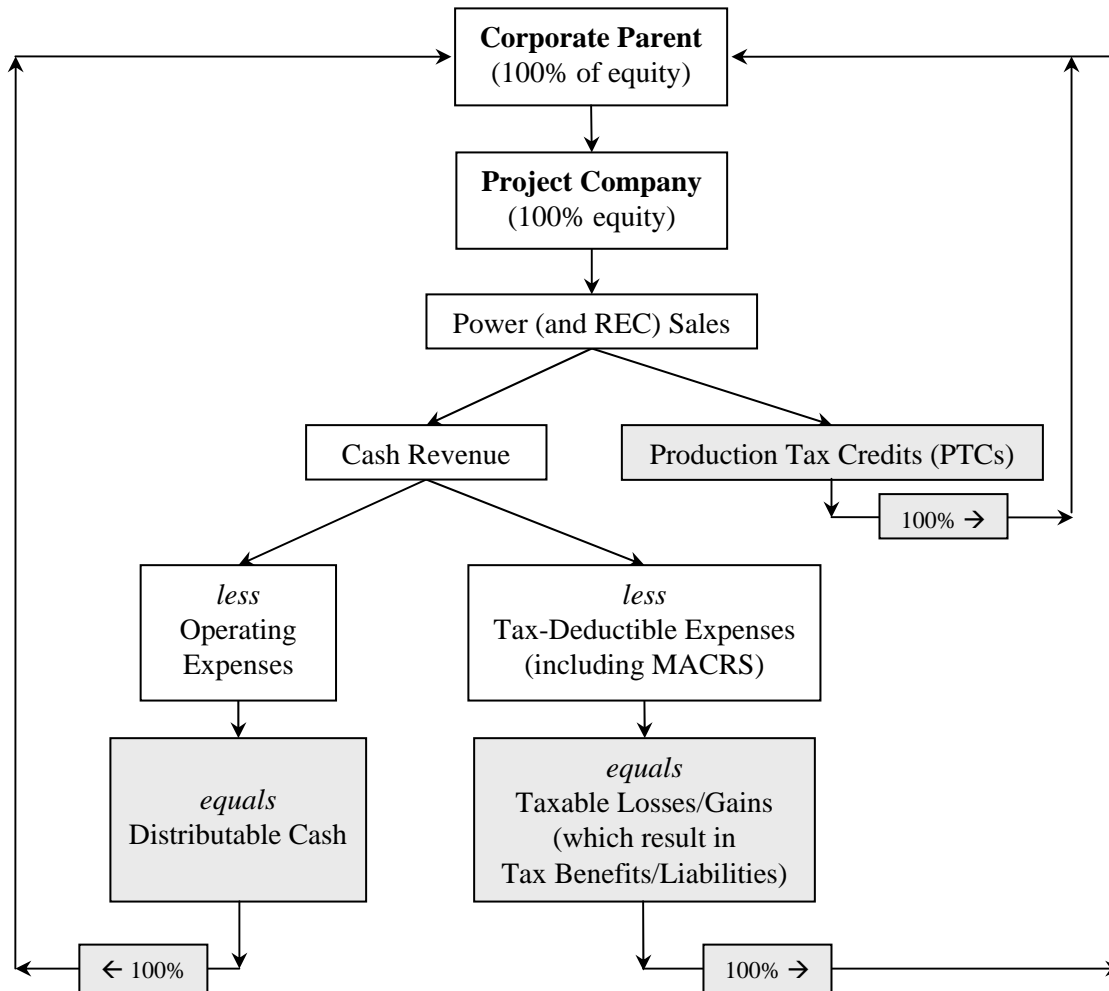 Corporate Parent
(100% of equity)
Project Company
(100% equity)
Power (and REC) Sales
Cash Revenue
Production Tax Credits (PTCs)
100% →
less
Operating
Expenses
less
Tax-Deductible Expenses
(including MACRS)
equals
Distributable Cash
equals
Taxable Losses/Gains
(which result in
Tax Benefits/Liabilities)
← 100%
100% →